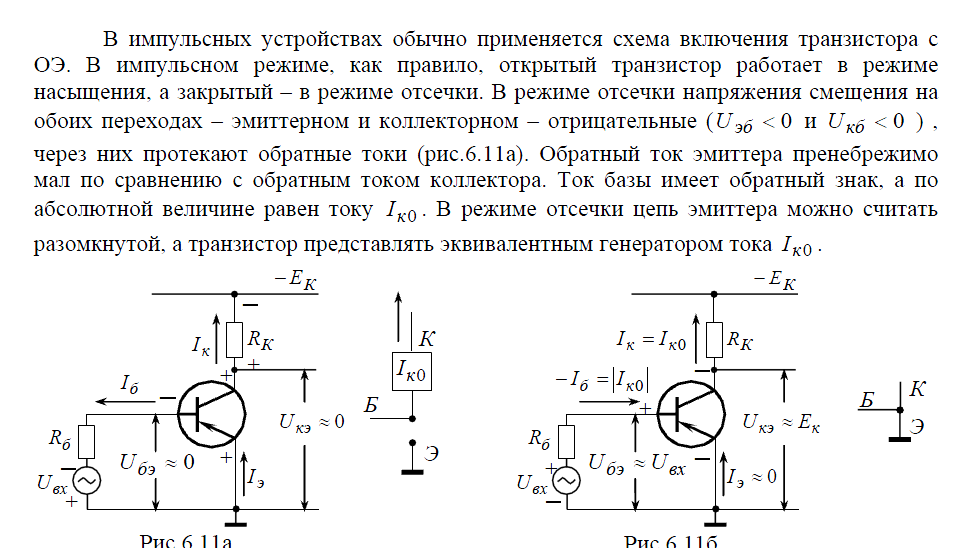 В импульсных устройствах обычно применяется схема включения транзистора с
ОЭ. В импульсном режиме, как правило, открытый транзистор работает в режиме
насыщения, а закрытый – в режиме отсечки. В режиме отсечки напряжения смещения на
обоих переходах – эмиттерном и коллекторном – отрицательные (Uэб < 0 и Uкб < 0 ) ,
через них протекают обратные токи (рис.6.11а). Обратный ток эмиттера пренебрежимо
мал по сравнению с обратным током коллектора. Ток базы имеет обратный знак, а по
абсолютной величине равен току Iк0 . В режиме отсечки цепь эмиттера можно считать
разомкнутой, а транзистор представлять эквивалентным генератором тока Iк0 .
– EК
–
Iк
RК
+
+
Iб
–
Rб
–
Uвх
+
Uбэ ≈ 0
+
Iэ
Uкэ ≈ 0
К
Iк0
Б
Э
Рис 6 11а
– EК
Iк = Iк0
RК
–
– Iб = |Iк0|
+
Rб
+
Uвх
–
Uбэ ≈ Uвх
–
Iэ ≈ 0
Uкэ ≈ Eк
Б
К
Э
Рис 6 11б